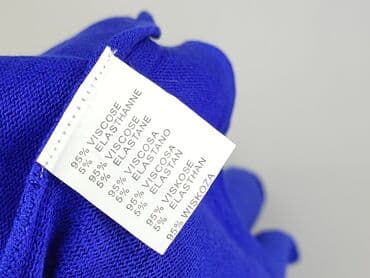 95% VISCOSE
5% ELASTHANNE
95% VISCOSE
5% ELASTANE
95% VISCOSA
5% ELASTANO
95% VISCOSA
5% ELASTAN
95% VISKOSE
5% ELASTHAN
95% WISKOZA